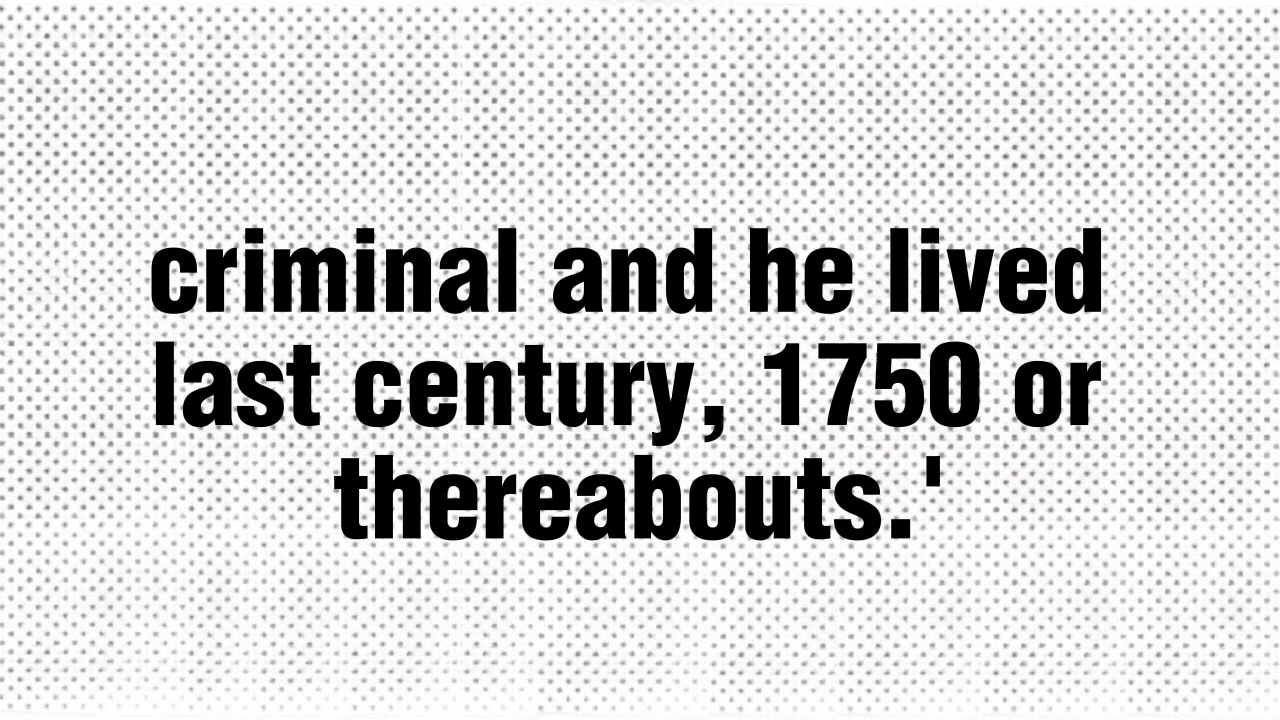 criminal and he lived
last century, 1750 or
thereabouts.'